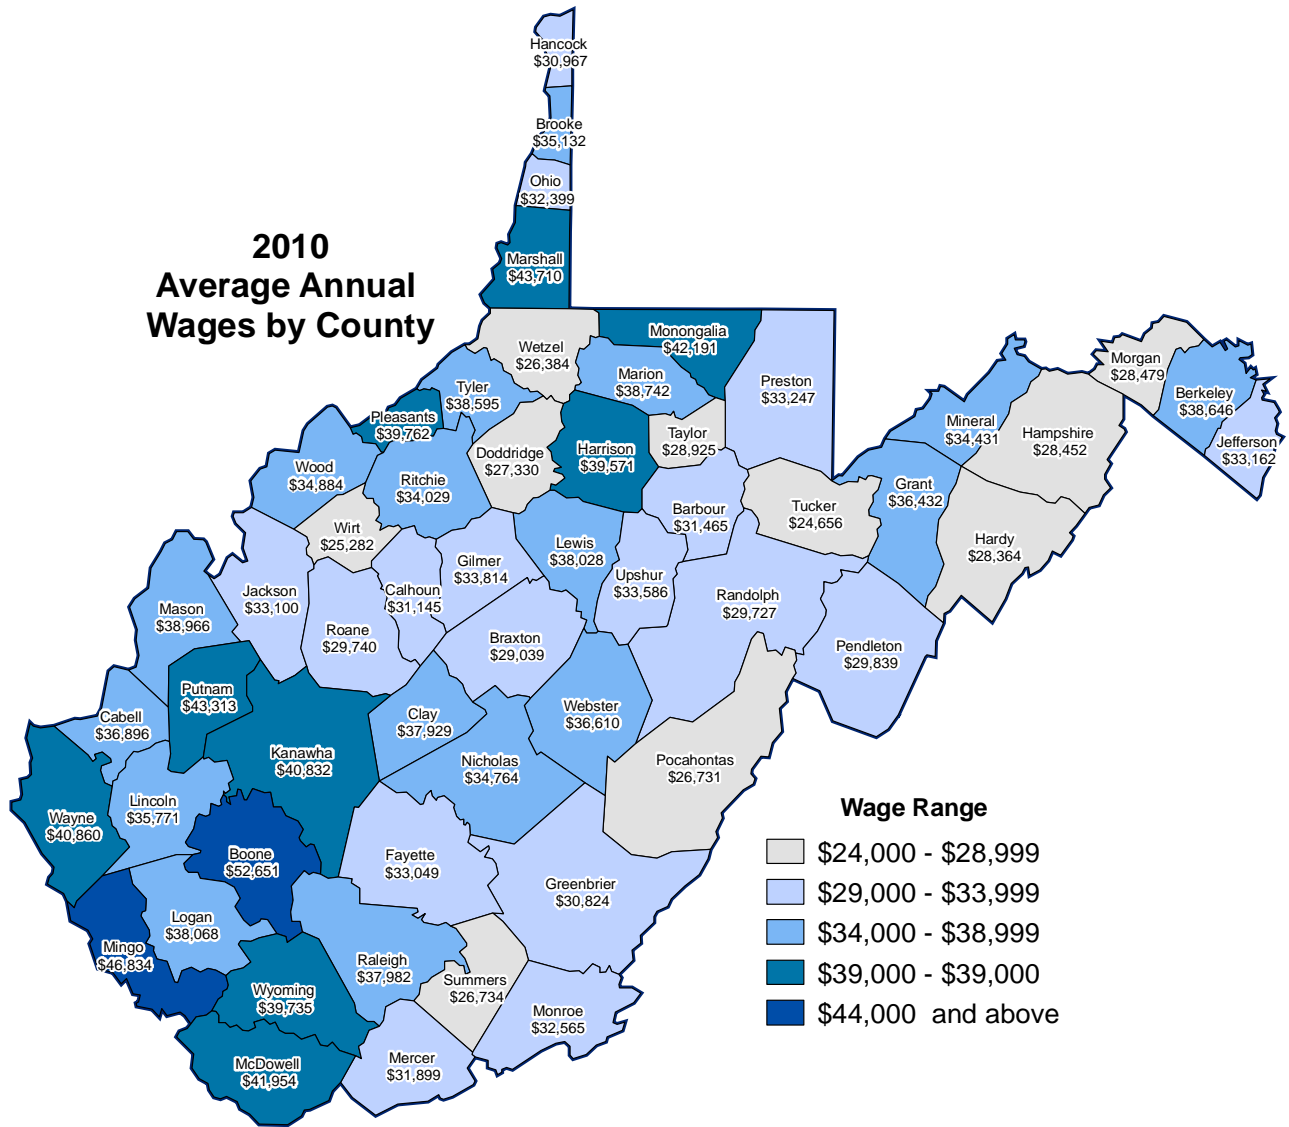 Hancock
$30,967
Brooke
$35,132
Ohio
$32,399
2010
Average Annual
Wages by County
Marshall
$43,710
Wetzel
$26,384
Monongalia
$42,191
Marion
$38,742
Preston
$33,247
Tyler
$38,595
Pleasants
$39,762
Morgan
$28,479
Berkeley
$38,646
Jefferson
$33,162
Mineral
$34,431
Hampshire
$28,452
Taylor
$28,925
Harrison
$39,571
Doddridge
$27,330
Wood
$34,884
Ritchie
$34,029
Grant
$36,432
Tucker
$24,656
Barbour
$31,465
Wirt
$25,282
Hardy
$28,364
Lewis
$38,028
Gilmer
$33,814
Upshur
$33,586
Calhoun
$31,145
Jackson
$33,100
Randolph
$29,727
Mason
$38,966
Roane
$29,740
Braxton
$29,039
Pendleton
$29,839
Putnam
$43,313
Cabell
$36,896
Clay
$37,929
Webster
$36,610
Kanawha
$40,832
Nicholas
$34,764
Pocahontas
$26,731
Lincoln
$35,771
Wayne
$40,860
Boone
$52,651
Fayette
$33,049
Greenbrier
$30,824
Logan
$38,068
Mingo
$46,834
Raleigh
$37,982
Summers
$26,734
Wyoming
$39,735
Monroe
$32,565
Mercer
$31,899
McDowell
$41,954
Wage Range
$24,000 - $28,999
$29,000 - $33,999
$34,000 - $38,999
$39,000 - $39,000
$44,000 and above